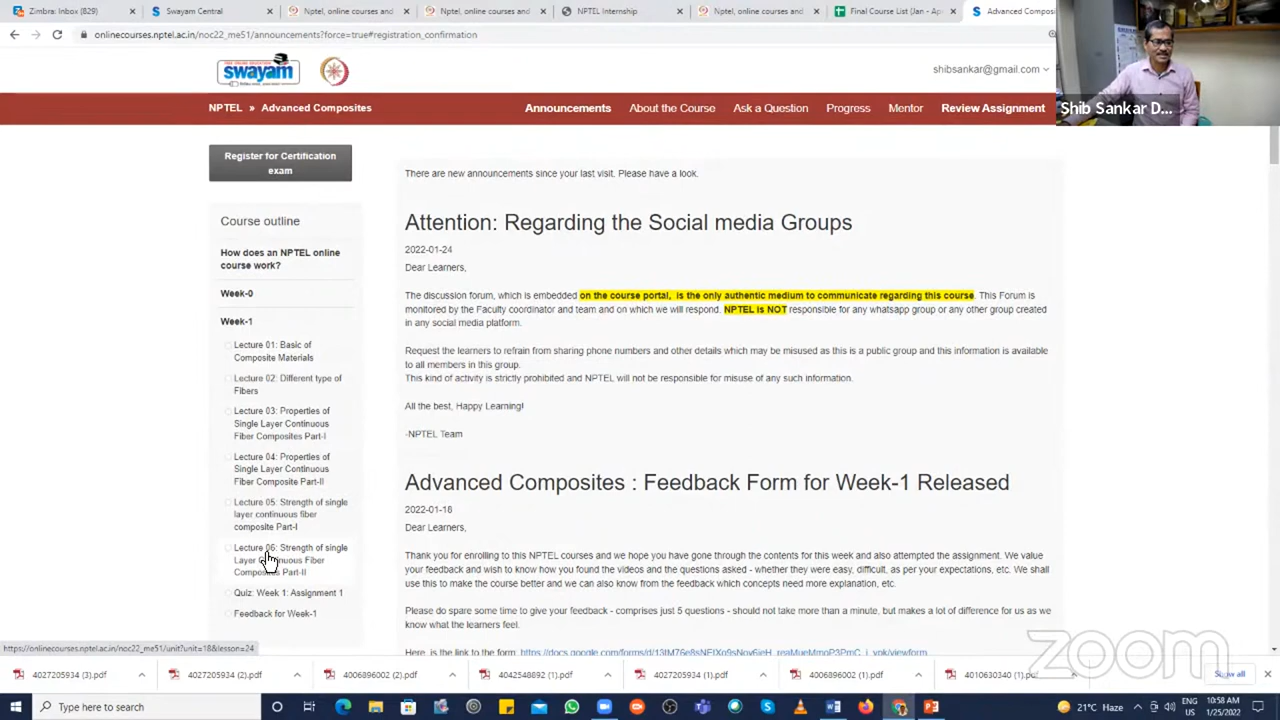 Zimbra: Inbox (829)
Swayam Central
Nptel, online courses and
Nptel, online courses and
NPTEL Internship
Nptel, online courses and
Final Course List (Jan - Ap
Advanced Compos
onlinecourses.nptel.ac.in/noc22_me51/announcements?force=true#registration_confirmation
swayam
shibsankar@gmail.com
NPTEL » Advanced Composites
Announcements
About the Course
Ask a Question
Progress
Mentor
Review Assignment
Shib Sankar D...
Register for Certification
exam
Course outline
How does an NPTEL online
course work?
Week-0
Week-1
Lecture 01: Basic of
Composite Materials
Lecture 02: Different type of
Fibers
Lecture 03: Properties of
Single Layer Continuous
Fiber Composites Part-I
Lecture 04: Properties of
Single Layer Continuous
Fiber Composite Part-II
Lecture 05: Strength of single
layer continuous fiber
composite Part-I
Lecture 06: Strength of single
Layer Continuous Fiber
Composites Part-II
Quiz: Week 1: Assignment 1
Feedback for Week-1
There are new announcements since your last visit. Please have a look.
Attention: Regarding the Social media Groups
2022-01-24
Dear Learners,
The discussion forum, which is embedded on the course portal, is the only authentic medium to communicate regarding this course. This Forum is
monitored by the Faculty coordinator and team and on which we will respond. NPTEL is NOT responsible for any whatsapp group or any other group created
in any social media platform.
Request the learners to refrain from sharing phone numbers and other details which may be misused as this is a public group and this information is available
to all members in this group.
This kind of activity is strictly prohibited and NPTEL will not be responsible for misuse of any such information.
All the best, Happy Learning!
-NPTEL Team
Advanced Composites : Feedback Form for Week-1 Released
2022-01-18
Dear Learners,
Thank you for enrolling to this NPTEL courses and we hope you have gone through the contents for this week and also attempted the assignment. We value
your feedback and wish to know how you found the videos and the questions asked - whether they were easy, difficult, as per your expectations, etc. We shall
use this to make the course better and we can also know from the feedback which concepts need more explanation, etc.
Please do spare some time to give your feedback - comprises just 5 questions - should not take more than a minute, but makes a lot of difference for us as we
know what the learners feel.
Here is the link to the form
https://onlinecourses.nptel.ac.in/noc22_me51/unit?unit=18&lesson=24
zoom
4027205934 (3).pdf
4027205934 (2).pdf
4006896002 (2).pdf
4042548892 (1).pdf
4027205934 (1).pdf
4006896002 (1).pdf
4010630340 (1).pdf
Show all
Type here to search
21°C Haze
ENG
US
10:58 AM
1/25/2022